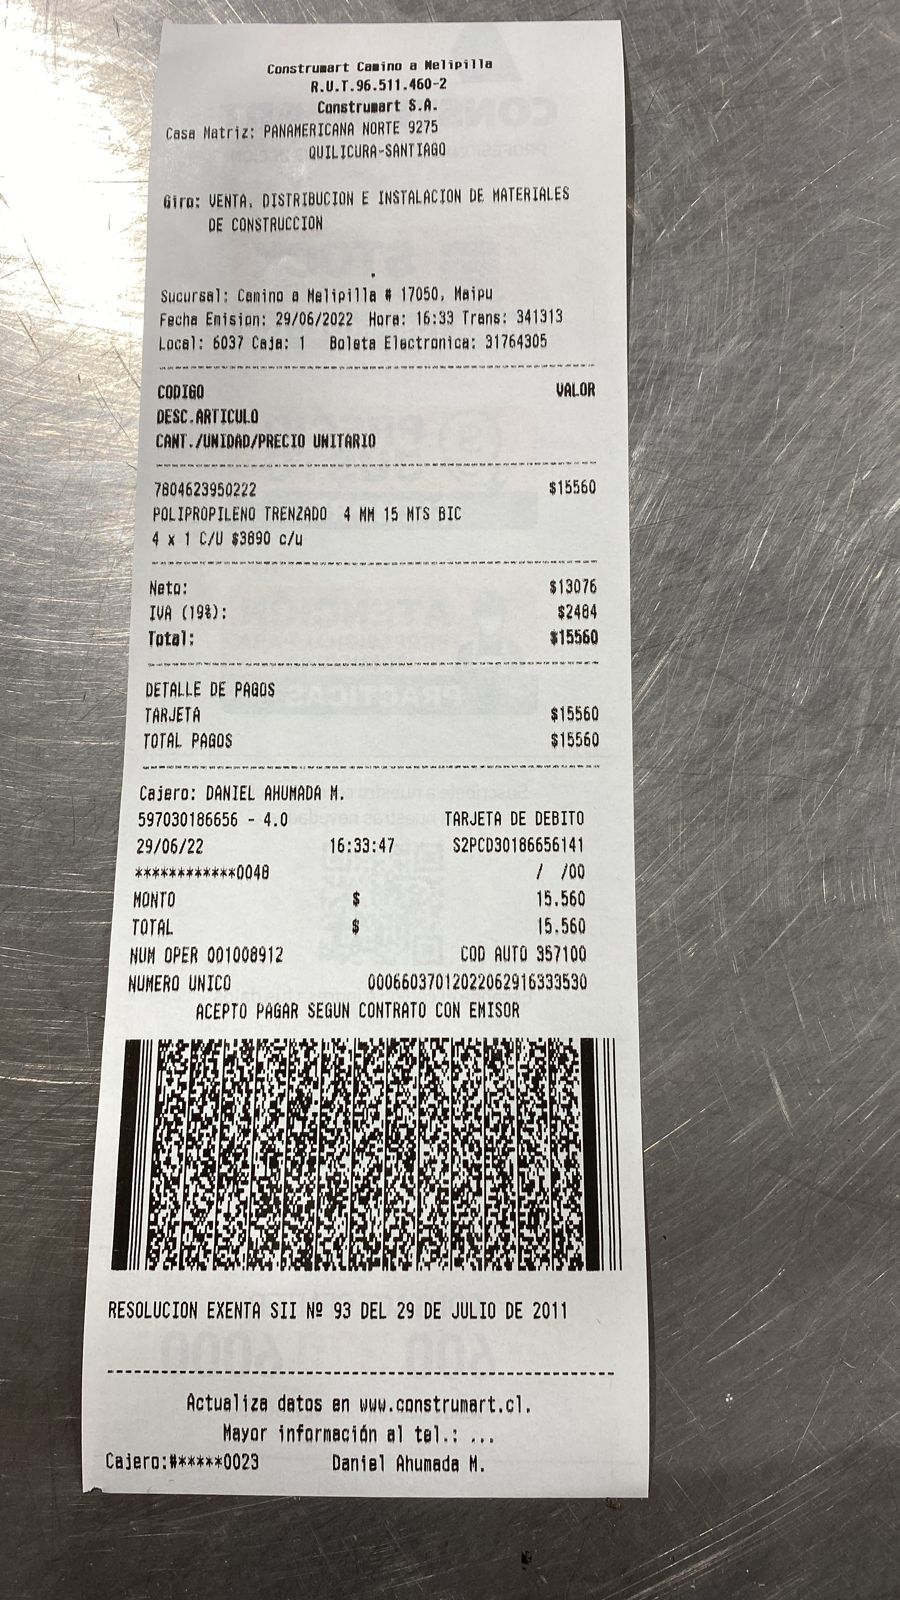 Construmart Camino a Melipilla
R.U.T.96.511.460-2
Construmart S.A.
Casa Matriz: PANAMERICANA NORTE 9275
QUILICURA-SANTIAGO
Giro: VENTA, DISTRIBUCION E INSTALACION DE MATERIALES
DE CONSTRUCCION
Sucursal: Camino a Melipilla # 17050, Maipu
Fecha Emision: 29/06/2022 Hora: 16:33 Trans: 341313
Local: 6037 Caja: 1 Boleta Electronica: 31764305
CODIGO VALOR
DESC.ARTICULO
CANT./UNIDAD/PRECIO UNITARIO
7804623950222 $15560
POLIPROPILENO TRENZADO 4 MM 15 MTS BIC
4 x 1 C/U $3890 c/u
Neto: $13076
IVA (19%): $2484
Total: $15560
DETALLE DE PAGOS
TARJETA $15560
TOTAL PAGOS $15560
Cajero: DANIEL AHUMADA M.
597030186656 - 4.0 TARJETA DE DEBITO
29/06/22 16:33:47 S2PCD30186656141
************0048 / /00
MONTO $ 15.560
TOTAL $ 15.560
NUM OPER 001008912 COD AUTO 357100
NUMERO UNICO 00066037012022062916333530
ACEPTO PAGAR SEGUN CONTRATO CON EMISOR
RESOLUCION EXENTA SII Nº 93 DEL 29 DE JULIO DE 2011
Actualiza datos en www.construmart.cl.
Mayor información al tel.: ...
Cajero:#*****0023 Daniel Ahumada M.